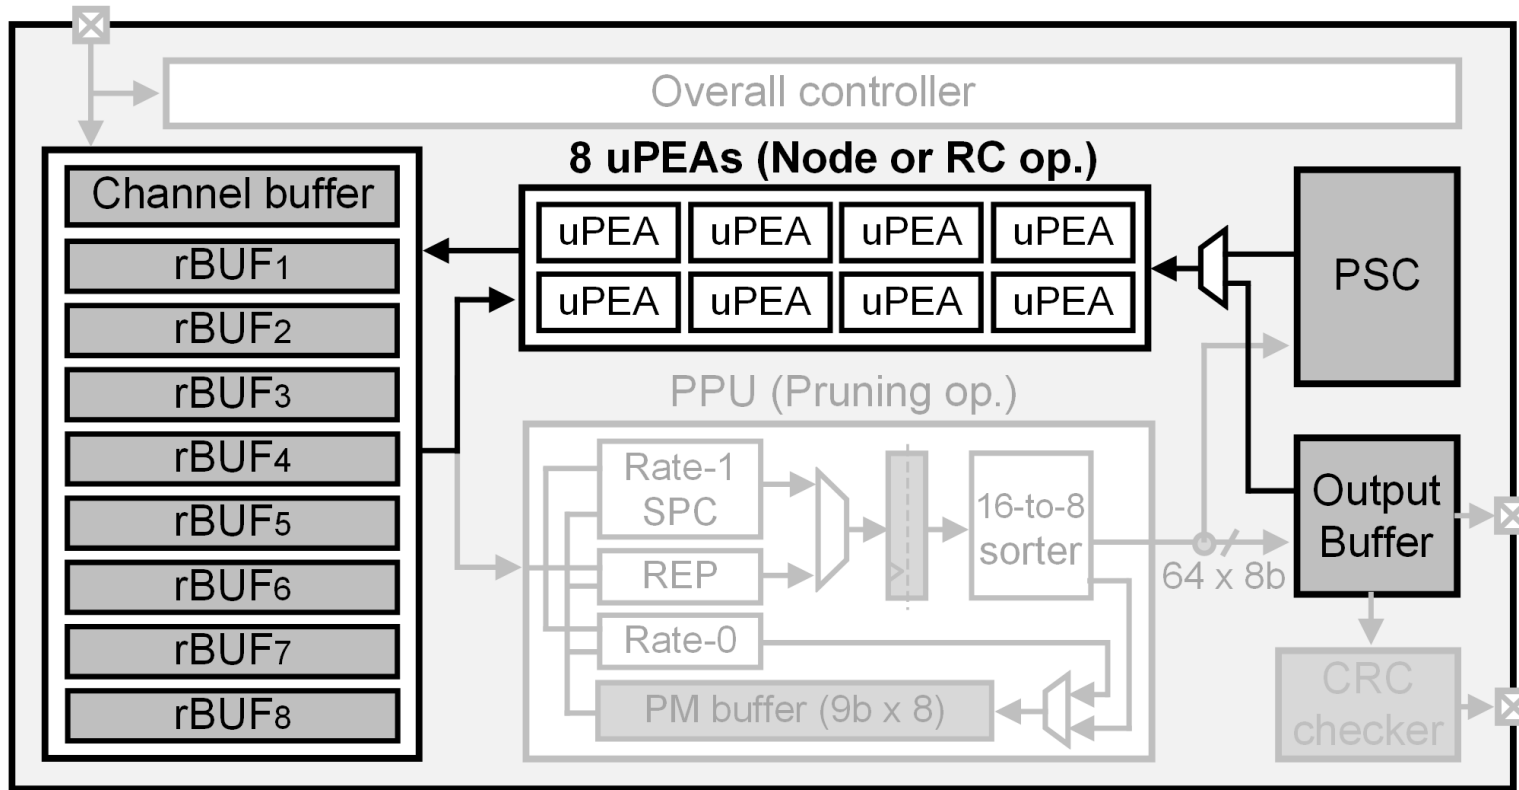 Overall controller
8 uPEAs (Node or RC op.)
Channel buffer
rBUF1
rBUF2
rBUF3
rBUF4
rBUF5
rBUF6
rBUF7
rBUF8
uPEA uPEA uPEA uPEA
uPEA uPEA uPEA uPEA
PSC
PPU (Pruning op.)
Rate-1
SPC
REP
Rate-0
PM buffer (9b x 8)
16-to-8
sorter
64 x 8b
Output
Buffer
CRC
checker